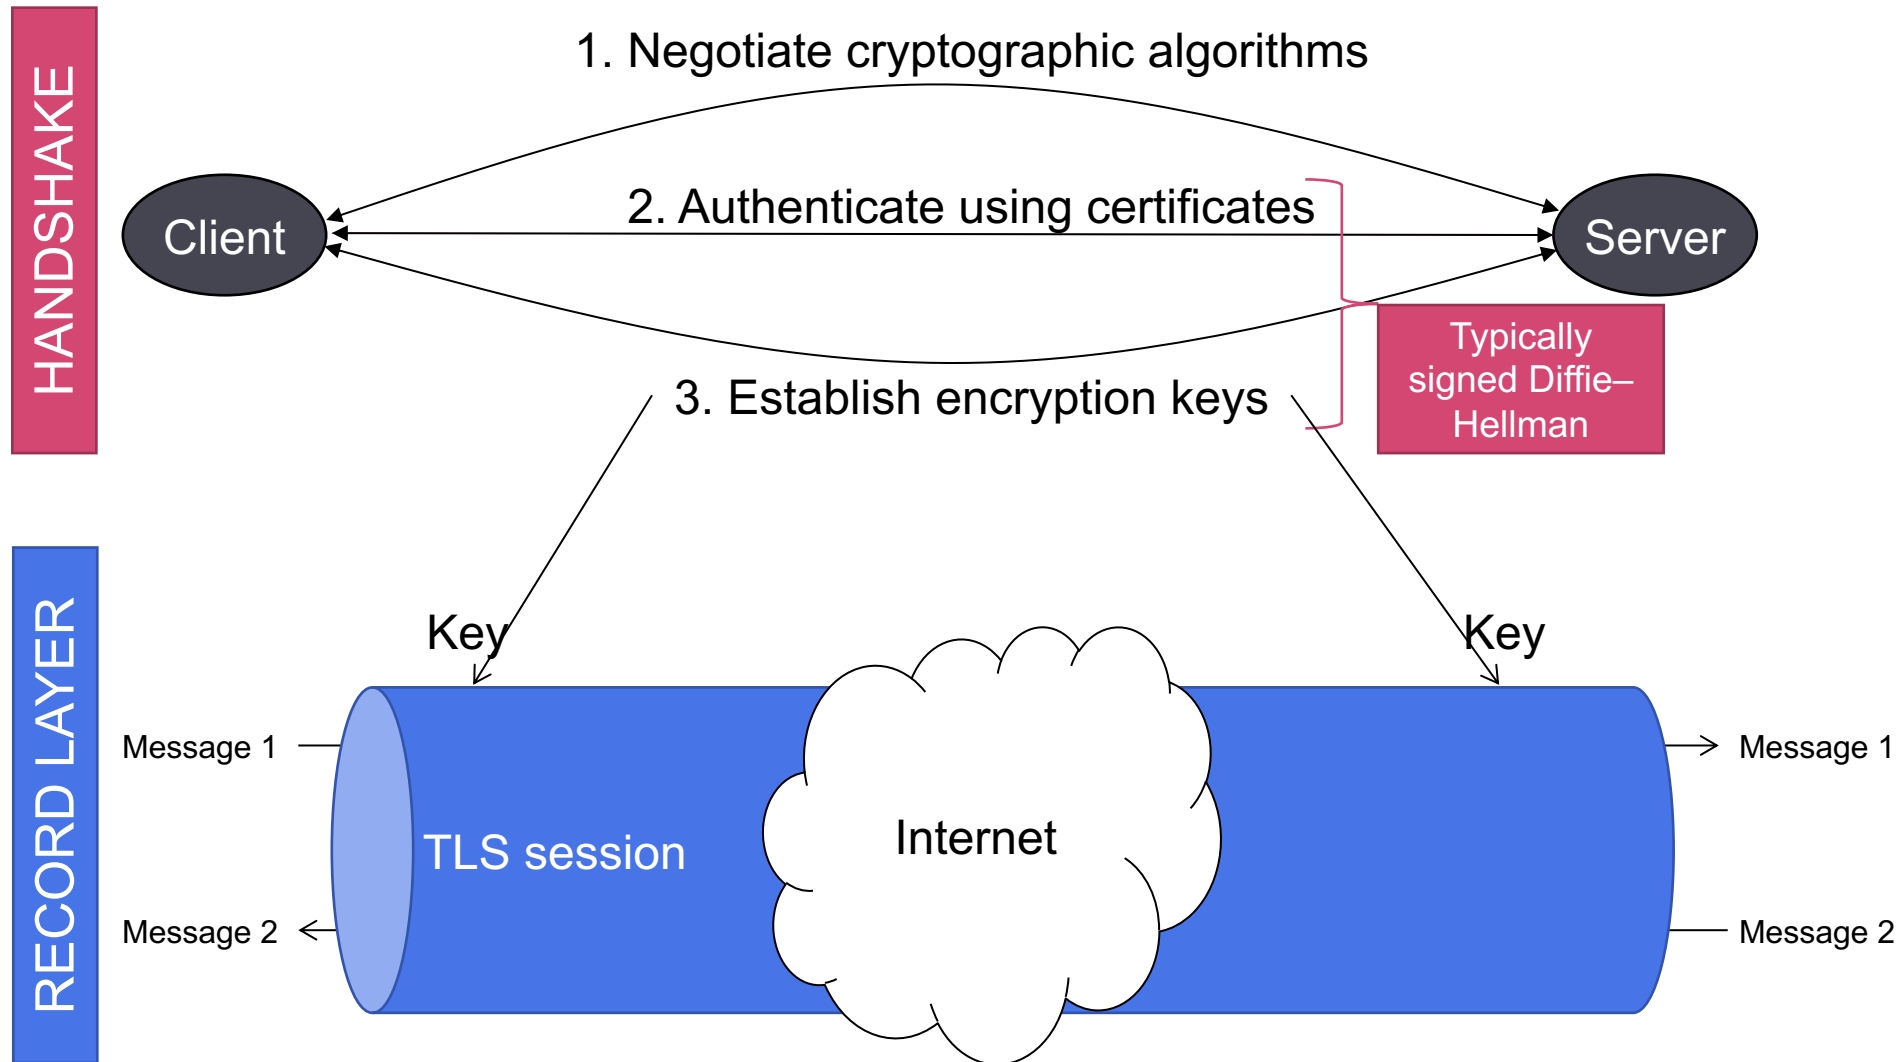 HANDSHAKE
1. Negotiate cryptographic algorithms
Client
2. Authenticate using certificates
Server
Typically
signed Diffie–
Hellman
3. Establish encryption keys
RECORD LAYER
Key
Key
Message 1
Message 1
TLS session
Internet
Message 2
Message 2